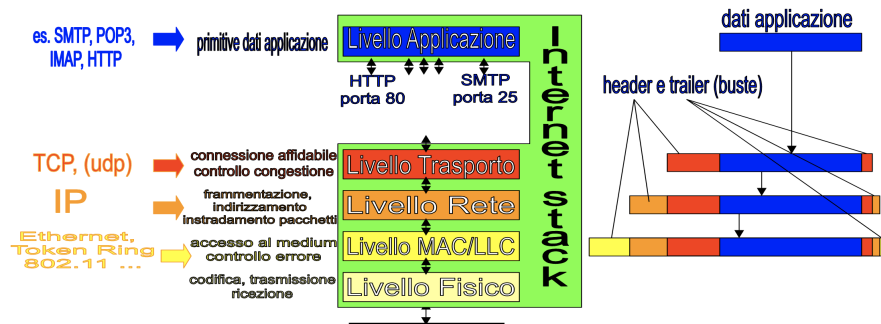 es. SMTP, POP3,
IMAP, HTTP
primitive dati applicazione
Livello Applicazione
HTTP
porta 80
SMTP
porta 25
TCP, (udp)
connessione affidabile
controllo congestione
Livello Trasporto
IP
frammentazione,
indirizzamento
instradamento pacchetti
Livello Rete
Ethernet,
Token Ring
802.11 ...
accesso al medium
controllo errore
Livello MAC/LLC
codifica, trasmissione
ricezione
Livello Fisico
Internet stack
dati applicazione
header e trailer (buste)